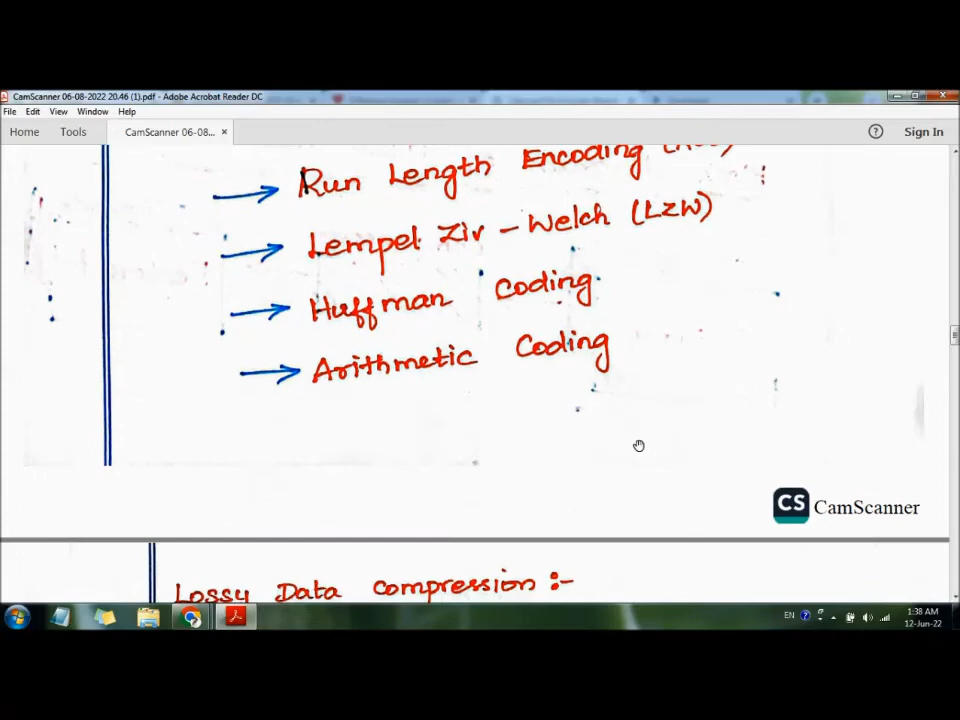 CamScanner 06-08-2022 20.46 (1).pdf - Adobe Acrobat Reader DC
File Edit View Window Help
Home Tools CamScanner 06-08... × ? Sign In
Run Length Encoding
Lempel Ziv - Welch (LZW)
Huffman Coding
Arithmetic Coding
CS CamScanner
Lossy Data compression :-
EN 1:38 AM
12-Jun-22